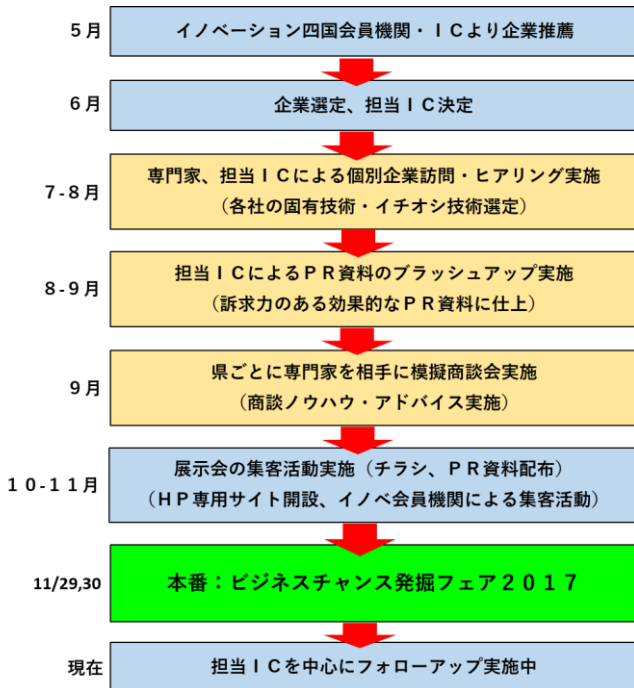 5月
イノベーション四国会員機関・ICより企業推薦
6月
企業選定、担当IC決定
7-8月
専門家、担当ICによる個別企業訪問・ヒアリング実施
（各社の固有技術・イチオシ技術選定）
8-9月
担当ICによるPR資料のブラッシュアップ実施
（訴求力のある効果的なPR資料に仕上）
9月
県ごとに専門家を相手に模擬商談会実施
（商談ノウハウ・アドバイス実施）
10-11月
展示会の集客活動実施（チラシ、PR資料配布）
（HP専用サイト開設、イノベ会員機関による集客活動）
11/29,30
本番：ビジネスチャンス発掘フェア2017
現在
担当ICを中心にフォローアップ実施中